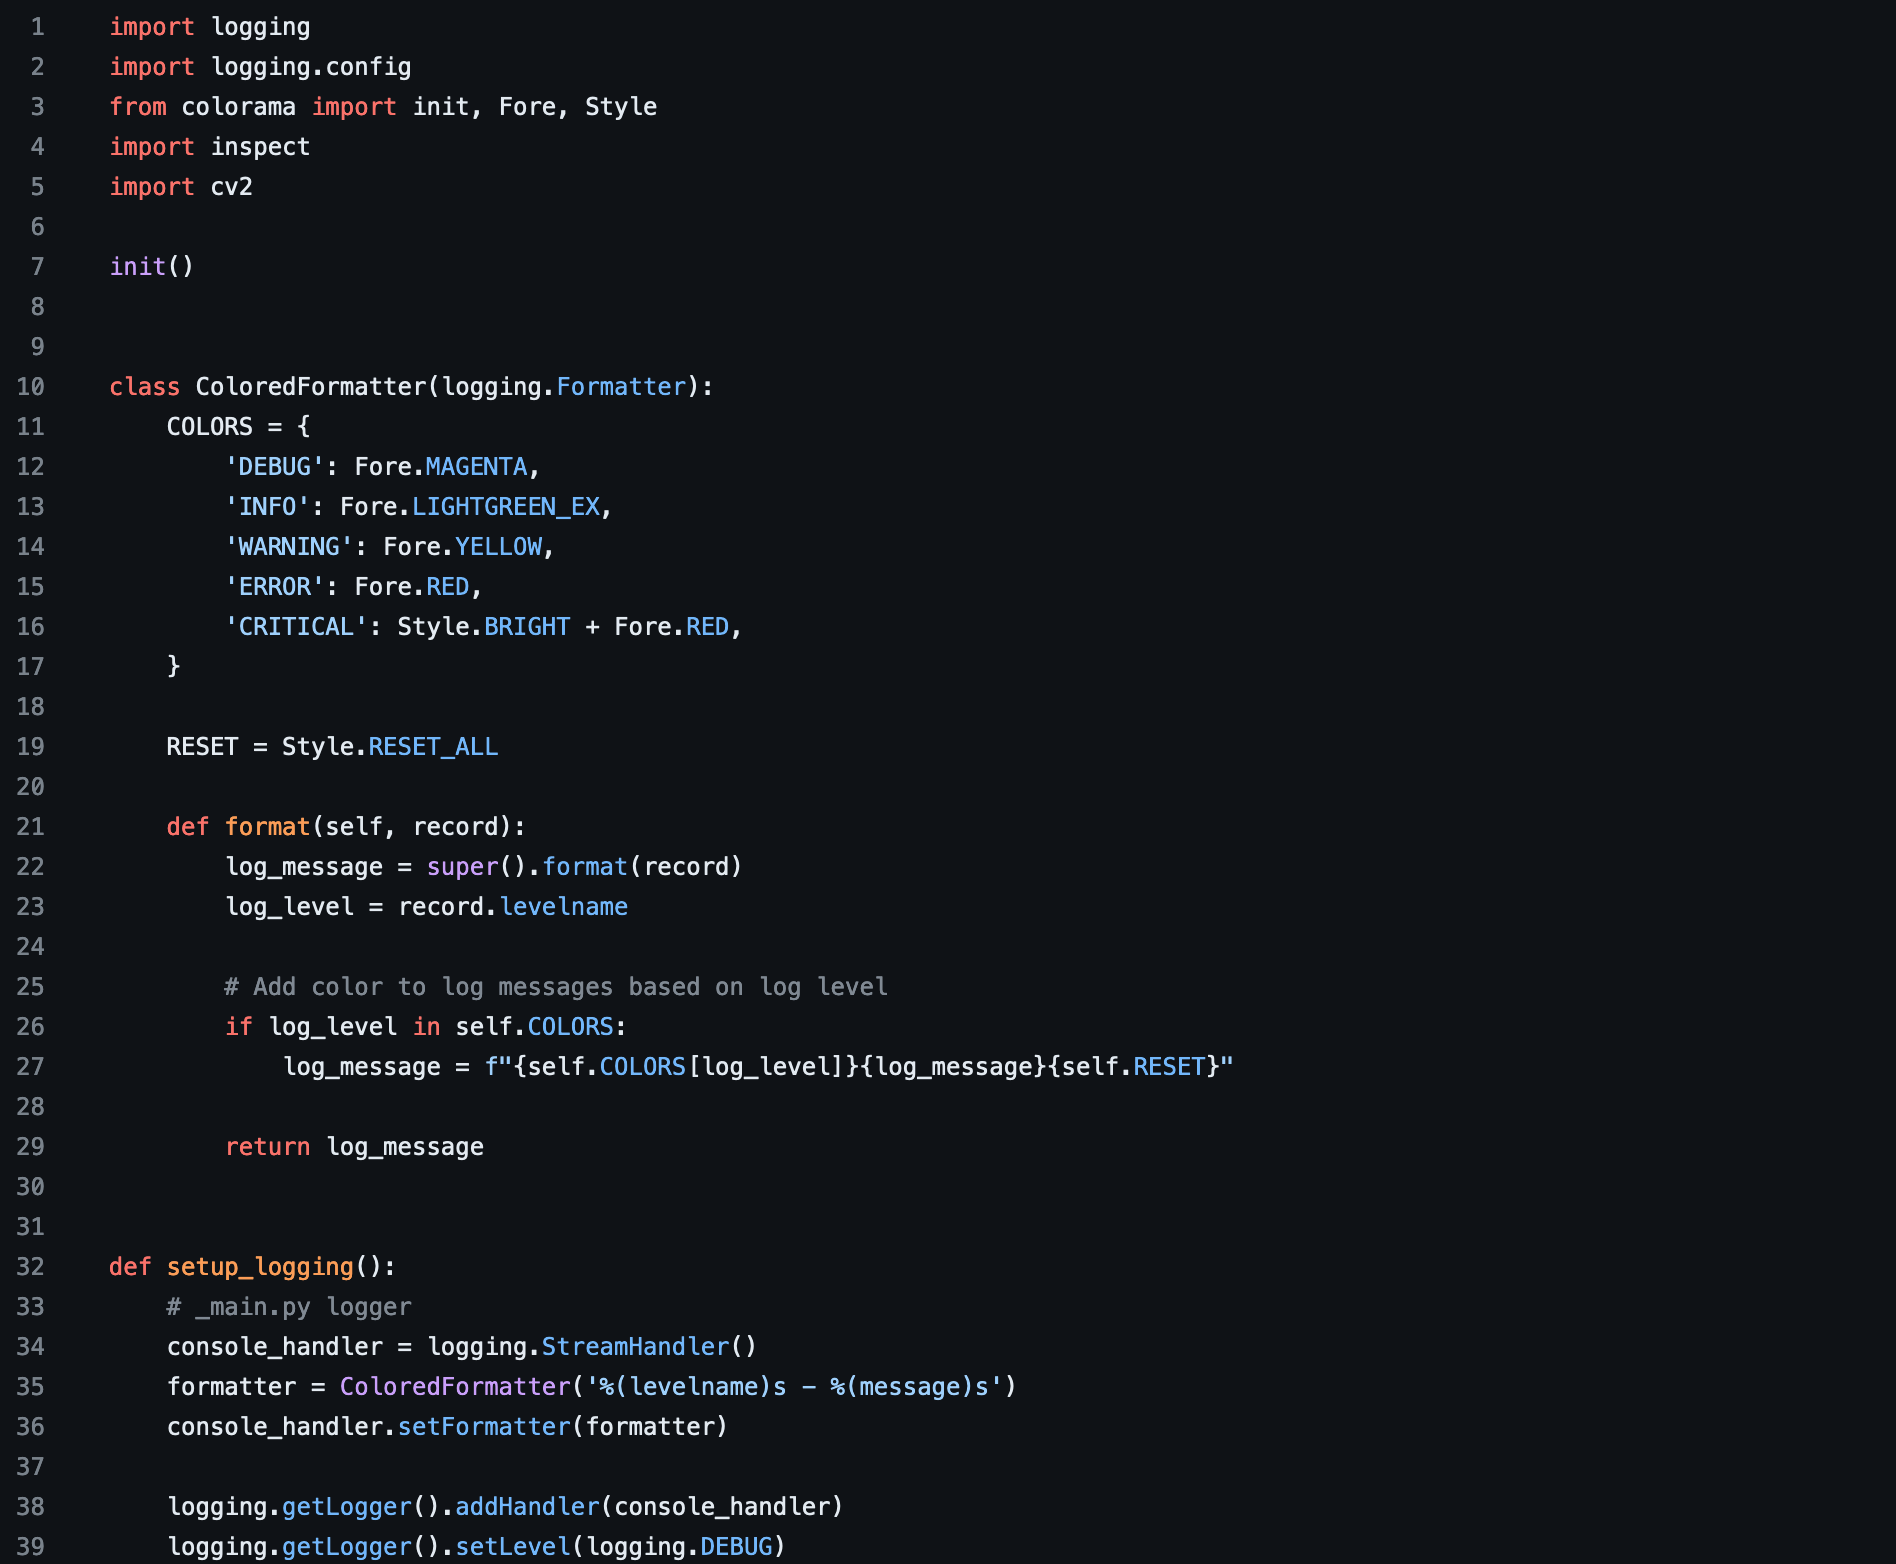 1 import logging
2 import logging.config
3 from colorama import init, Fore, Style
4 import inspect
5 import cv2
6
7 init()
8
9
10 class ColoredFormatter(logging.Formatter):
11     COLORS = {
12         'DEBUG': Fore.MAGENTA,
13         'INFO': Fore.LIGHTGREEN_EX,
14         'WARNING': Fore.YELLOW,
15         'ERROR': Fore.RED,
16         'CRITICAL': Style.BRIGHT + Fore.RED,
17     }
18
19     RESET = Style.RESET_ALL
20
21     def format(self, record):
22         log_message = super().format(record)
23         log_level = record.levelname
24
25         # Add color to log messages based on log level
26         if log_level in self.COLORS:
27             log_message = f"{self.COLORS[log_level]}{log_message}{self.RESET}"
28
29         return log_message
30
31
32 def setup_logging():
33     # _main.py logger
34     console_handler = logging.StreamHandler()
35     formatter = ColoredFormatter('%(levelname)s - %(message)s')
36     console_handler.setFormatter(formatter)
37
38     logging.getLogger().addHandler(console_handler)
39     logging.getLogger().setLevel(logging.DEBUG)